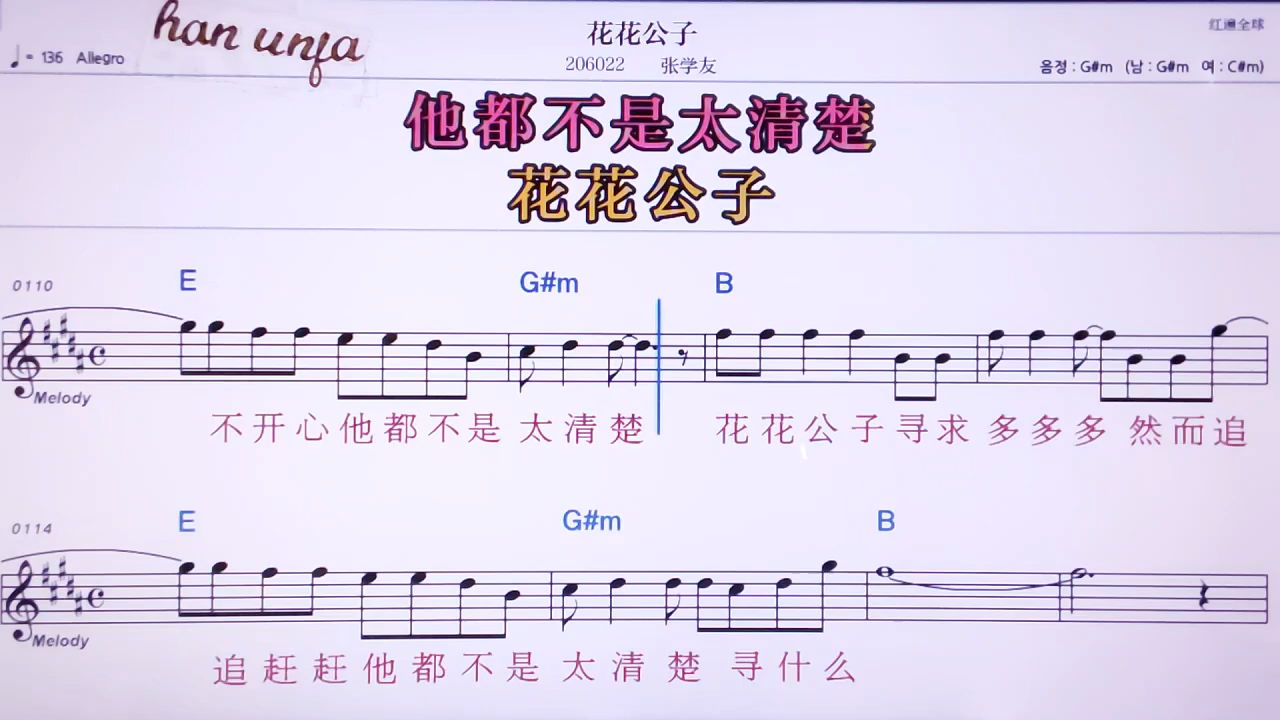 han unfa
花花公子
红遍全球
♩= 136 Allegro
206022 张学友
음정 : G#m (남 : G#m 여 : C#m)
他都不是太清楚
花花公子
0110 E G#m B
Melody
不开心他都不是 太清楚 花花公子寻求 多多多 然而追
0114 E G#m B
Melody
追赶赶他都不是 太清楚 寻什么